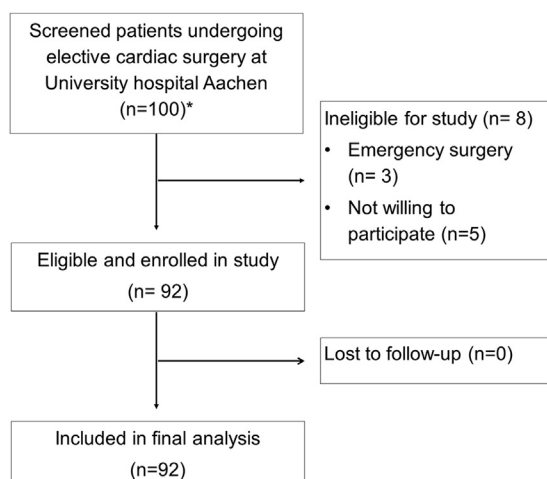 Screened patients undergoing
elective cardiac surgery at
University hospital Aachen
(n=100)*
Ineligible for study (n= 8)
• Emergency surgery
(n= 3)
• Not willing to
participate (n=5)
Eligible and enrolled in study
(n= 92)
Lost to follow-up (n=0)
Included in final analysis
(n=92)